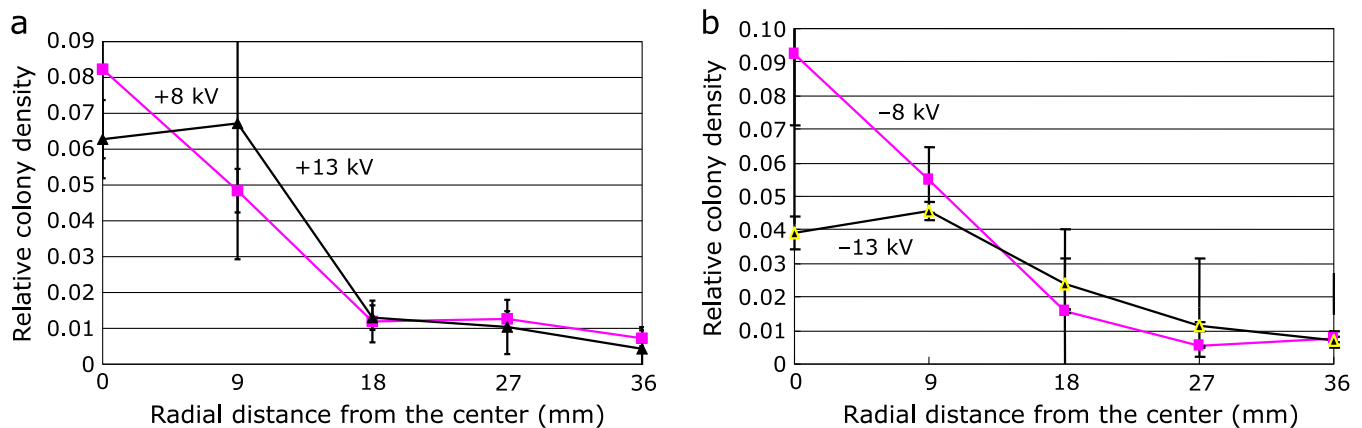 a
0.09
0.08
0.07
0.06
0.05
0.04
0.03
0.02
0.01
0
Relative colony density
+8 kV
+13 kV
0 9 18 27 36
Radial distance from the center (mm)
b
0.10
0.09
0.08
0.07
0.06
0.05
0.04
0.03
0.02
0.01
0
Relative colony density
–8 kV
–13 kV
0 9 18 27 36
Radial distance from the center (mm)